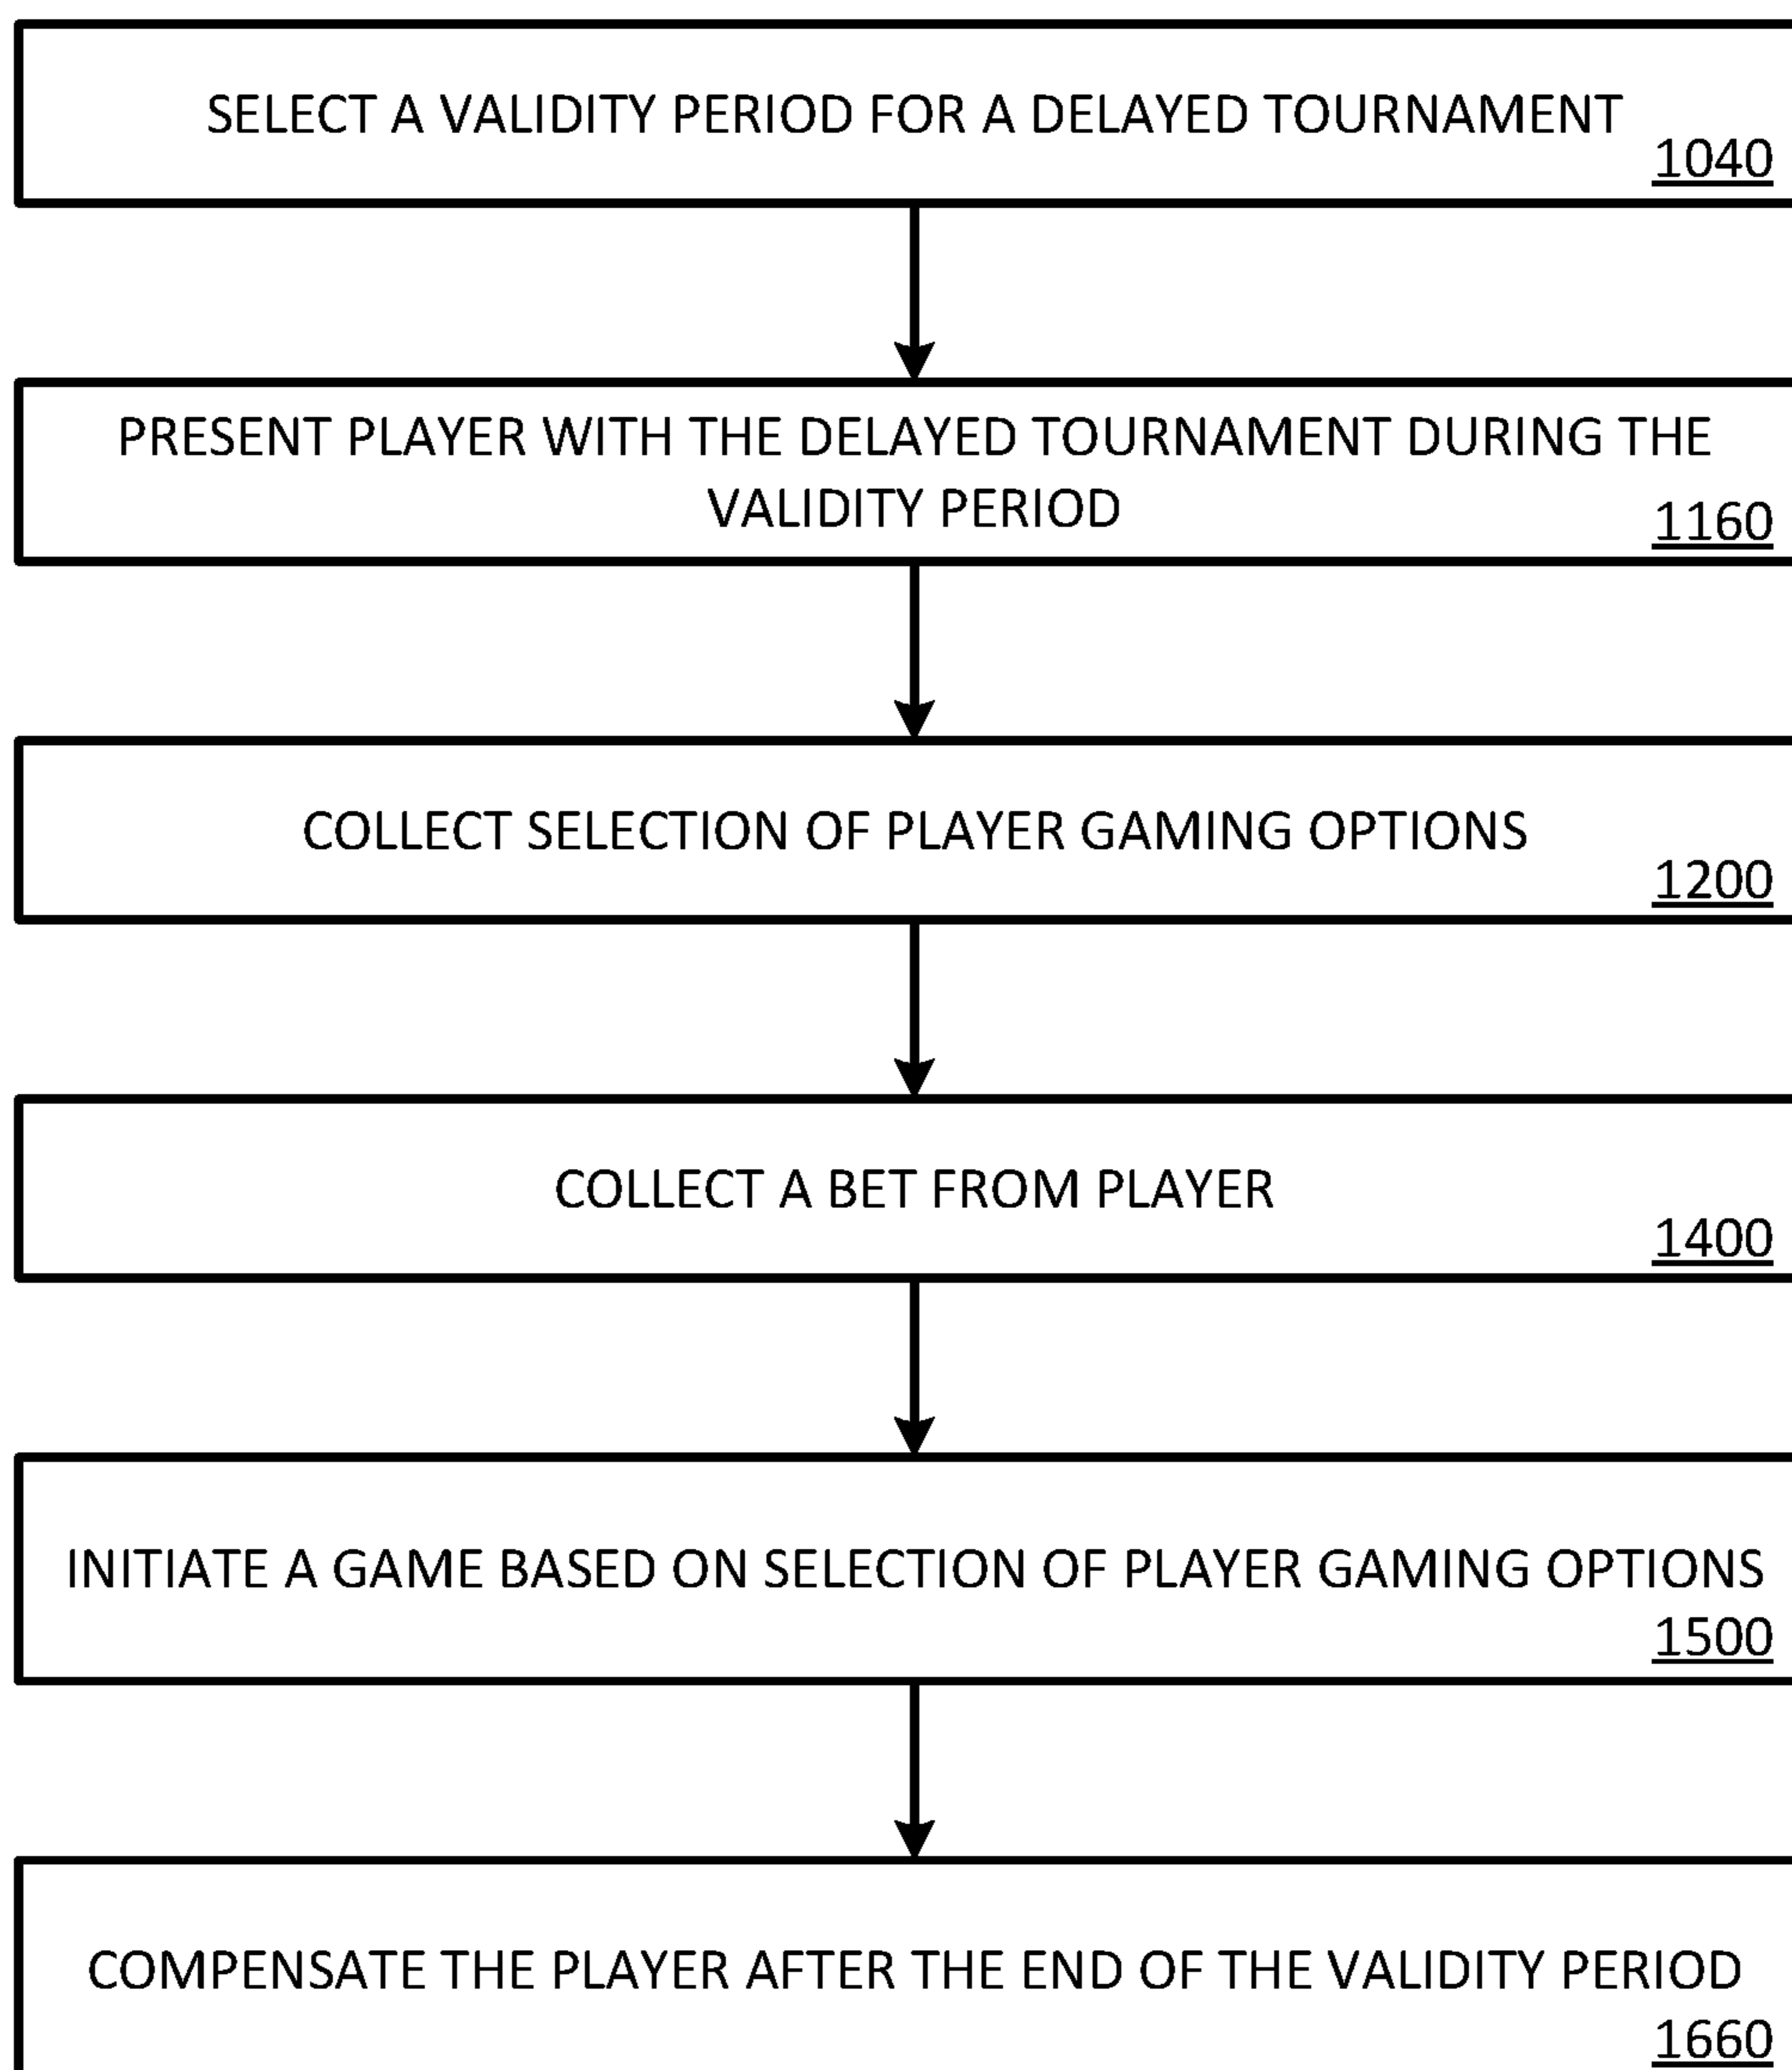 SELECT A VALIDITY PERIOD FOR A DELAYED TOURNAMENT
1040
PRESENT PLAYER WITH THE DELAYED TOURNAMENT DURING THE
VALIDITY PERIOD
1160
COLLECT SELECTION OF PLAYER GAMING OPTIONS
1200
COLLECT A BET FROM PLAYER
1400
INITIATE A GAME BASED ON SELECTION OF PLAYER GAMING OPTIONS
1500
COMPENSATE THE PLAYER AFTER THE END OF THE VALIDITY PERIOD
1660